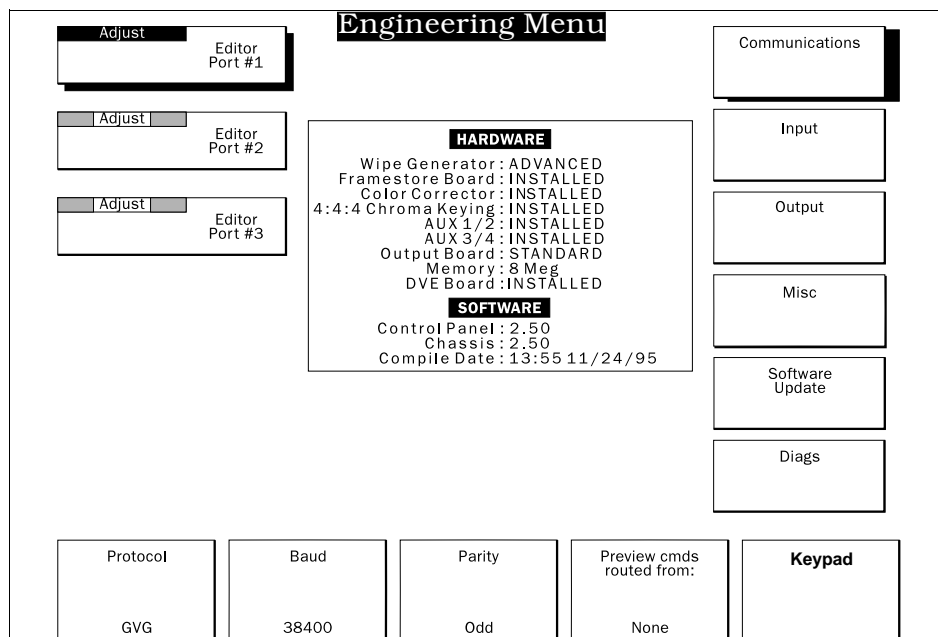 Engineering Menu
Adjust
Editor
Port #1
Adjust
Editor
Port #2
Adjust
Editor
Port #3
HARDWARE
Wipe Generator : ADVANCED
Framestore Board : INSTALLED
Color Corrector : INSTALLED
4:4:4 Chroma Keying : INSTALLED
AUX 1/2 : INSTALLED
AUX 3/4 : INSTALLED
Output Board : STANDARD
Memory : 8 Meg
DVE Board : INSTALLED
SOFTWARE
Control Panel : 2.50
Chassis : 2.50
Compile Date : 13:55 11/24/95
Communications
Input
Output
Misc
Software
Update
Diags
Protocol
GVG
Baud
38400
Parity
Odd
Preview cmds
routed from:
None
Keypad